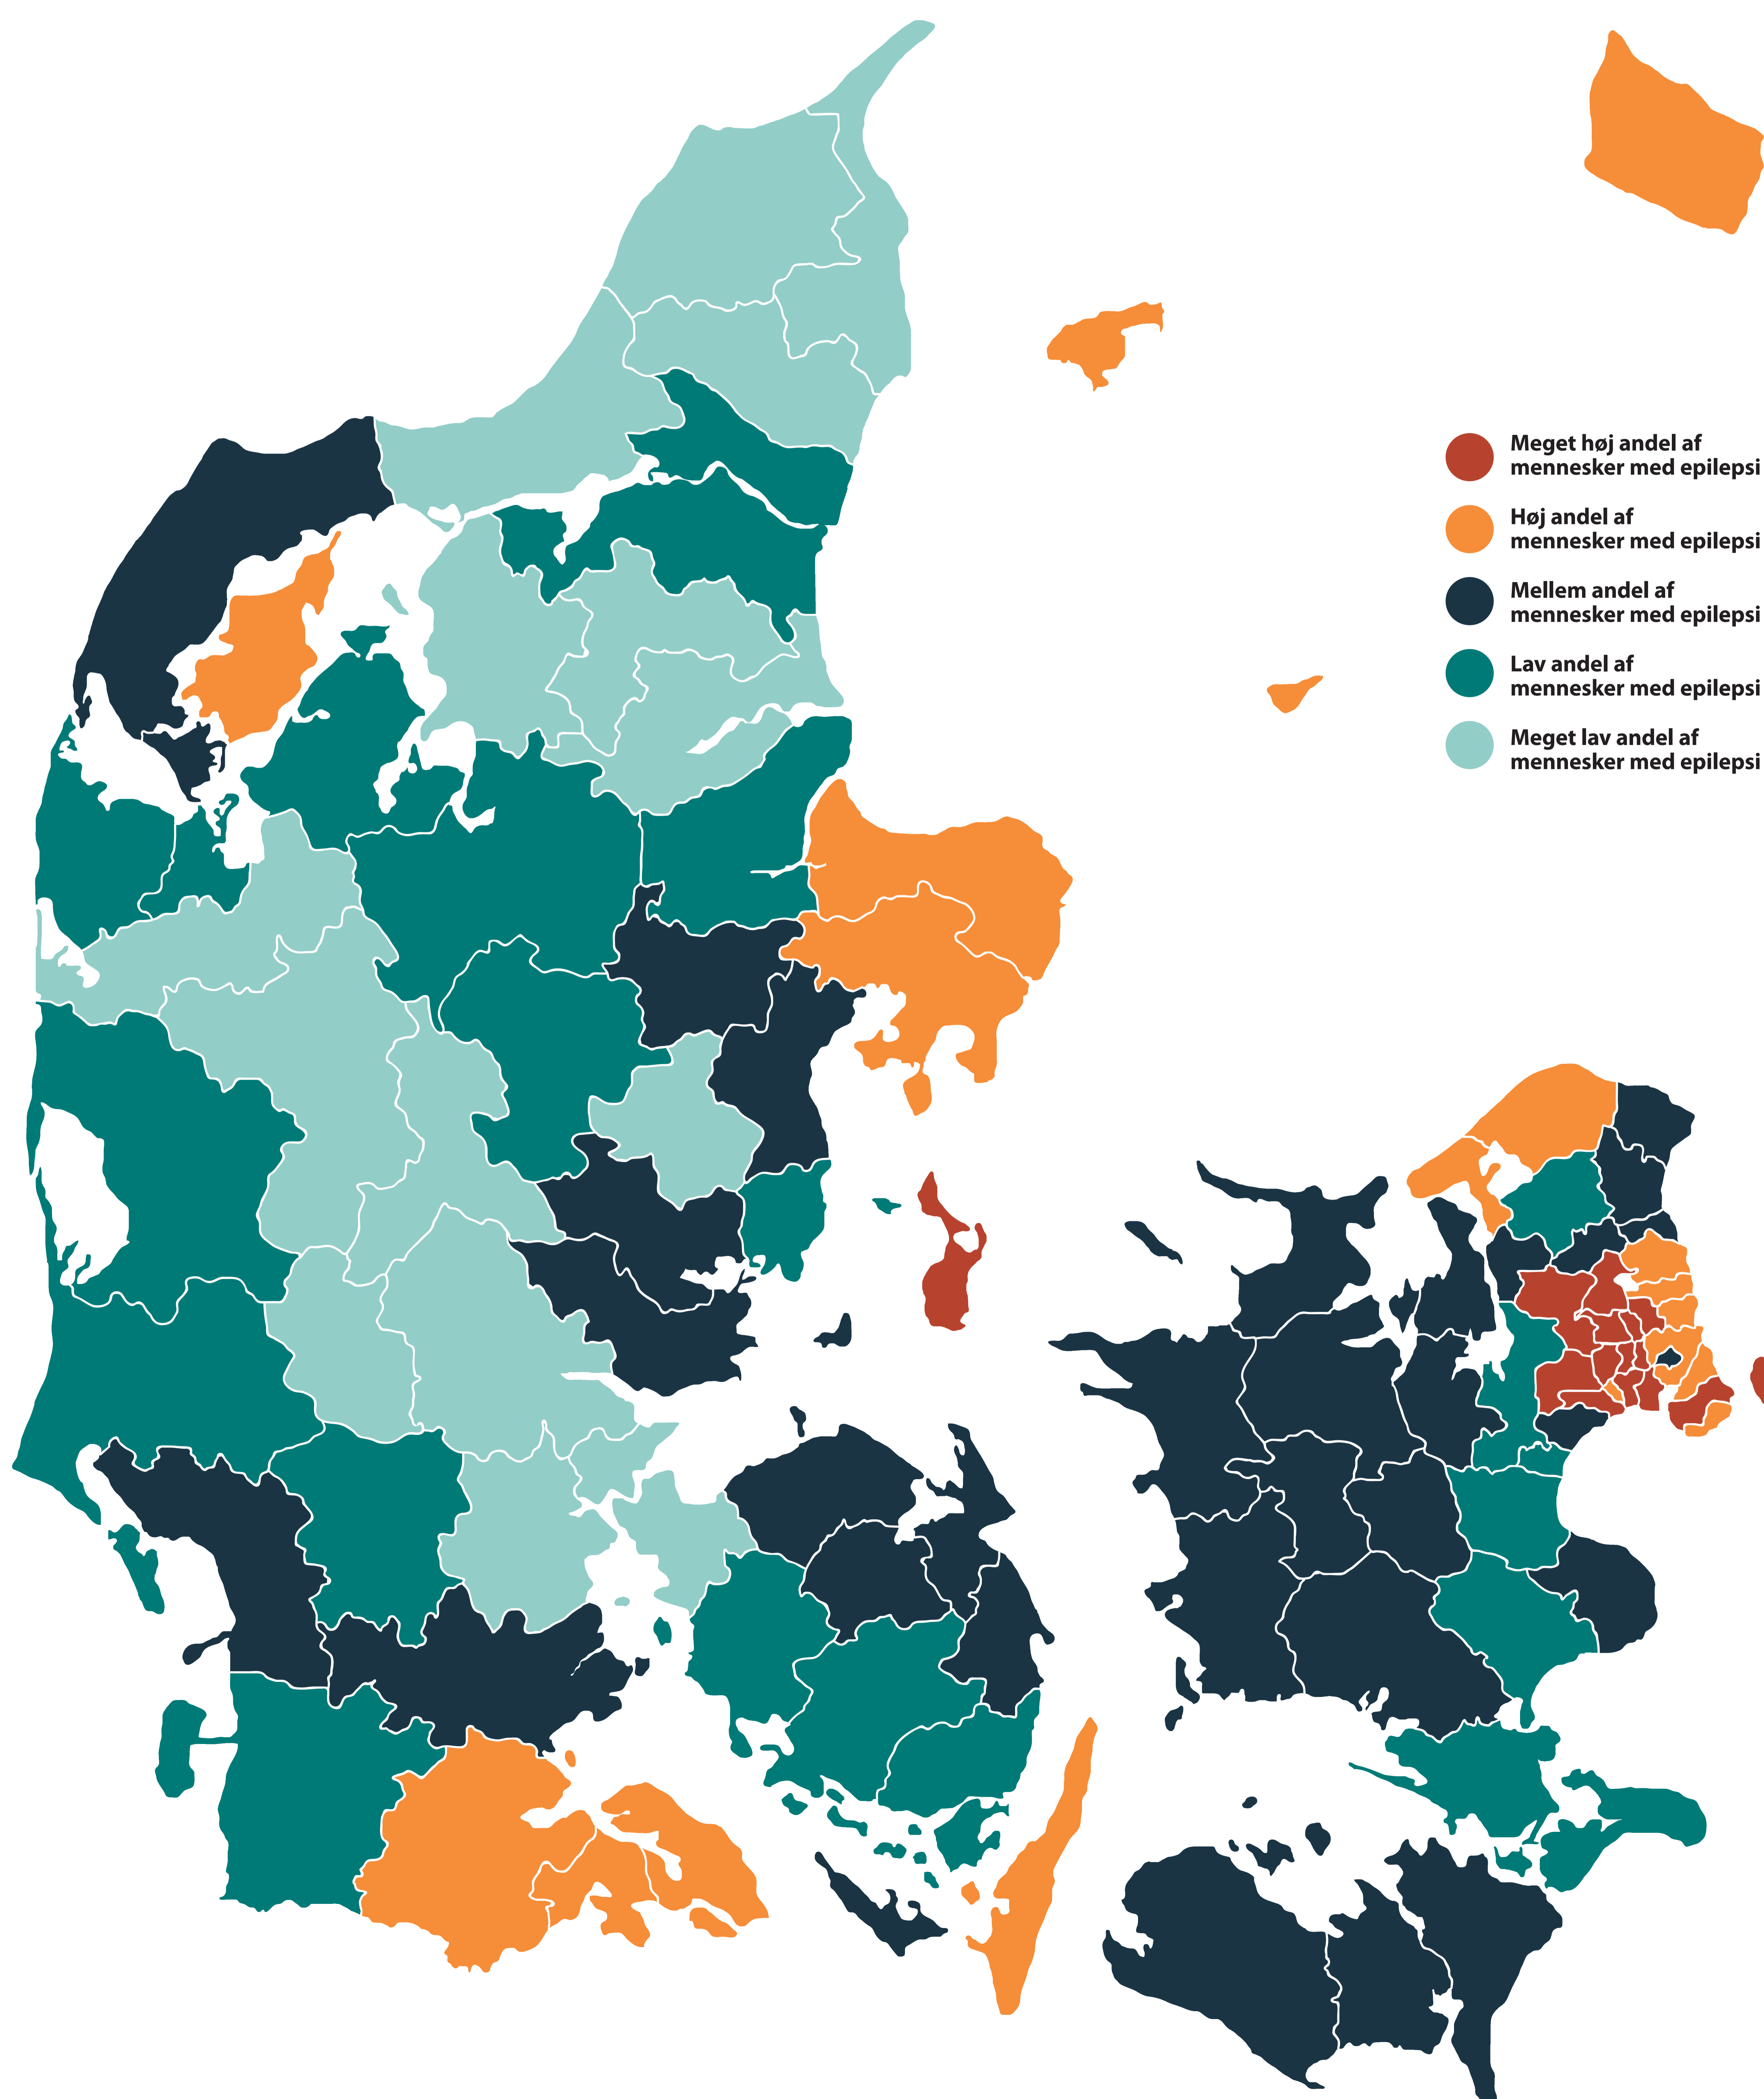 Meget høj andel af
mennesker med epilepsi
Høj andel af
mennesker med epilepsi
Mellem andel af
mennesker med epilepsi
Lav andel af
mennesker med epilepsi
Meget lav andel af
mennesker med epilepsi